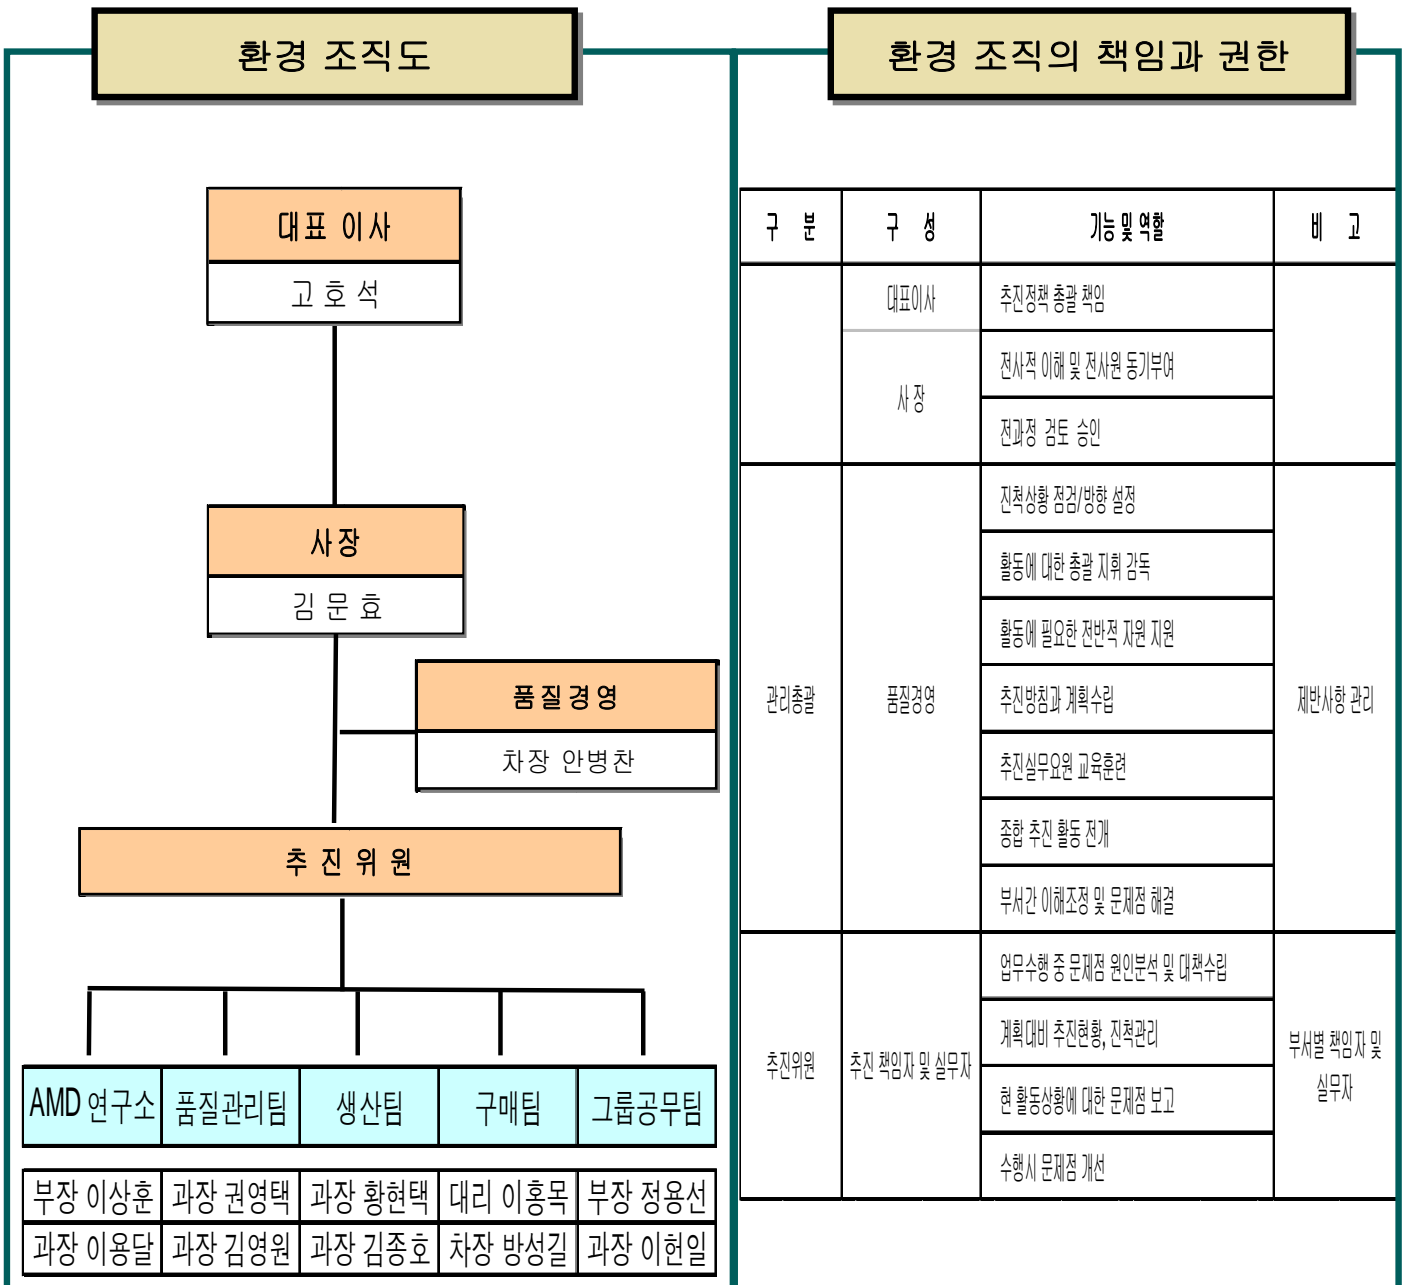 환경 조직도
대표 이사
고 호 석
사 장
김 문 효
품질경영
차장 안병찬
추 진 위 원
AMD 연구소 품질관리팀 생산팀 구매팀 그룹공무팀
부장 이상훈 과장 권영택 과장 황현택 대리 이홍목 부장 정용선
과장 이용달 과장 김영원 과장 김종호 차장 방성길 과장 이헌일
환경 조직의 책임과 권한
구 분 구 성 기능 및 역할 비 고
대표이사 추진정책 총괄 책임
사 장 전사적 이해 및 전사원 동기부여
전과정 검토 승인
관리총괄 품질경영 제반사항 관리
진척상황 점검/방향 설정
활동에 대한 총괄 지휘 감독
활동에 필요한 전반적 자원 지원
추진방침과 계획수립
추진실무요원 교육훈련
종합 추진 활동 전개
부서간 이해조정 및 문제점 해결
추진위원 추진 책임자 및 실무자 부서별 책임자 및
실무자
업무수행 중 문제점 원인분석 및 대책수립
계획대비 추진현황, 진척관리
현 활동상황에 대한 문제점 보고
수행시 문제점 개선